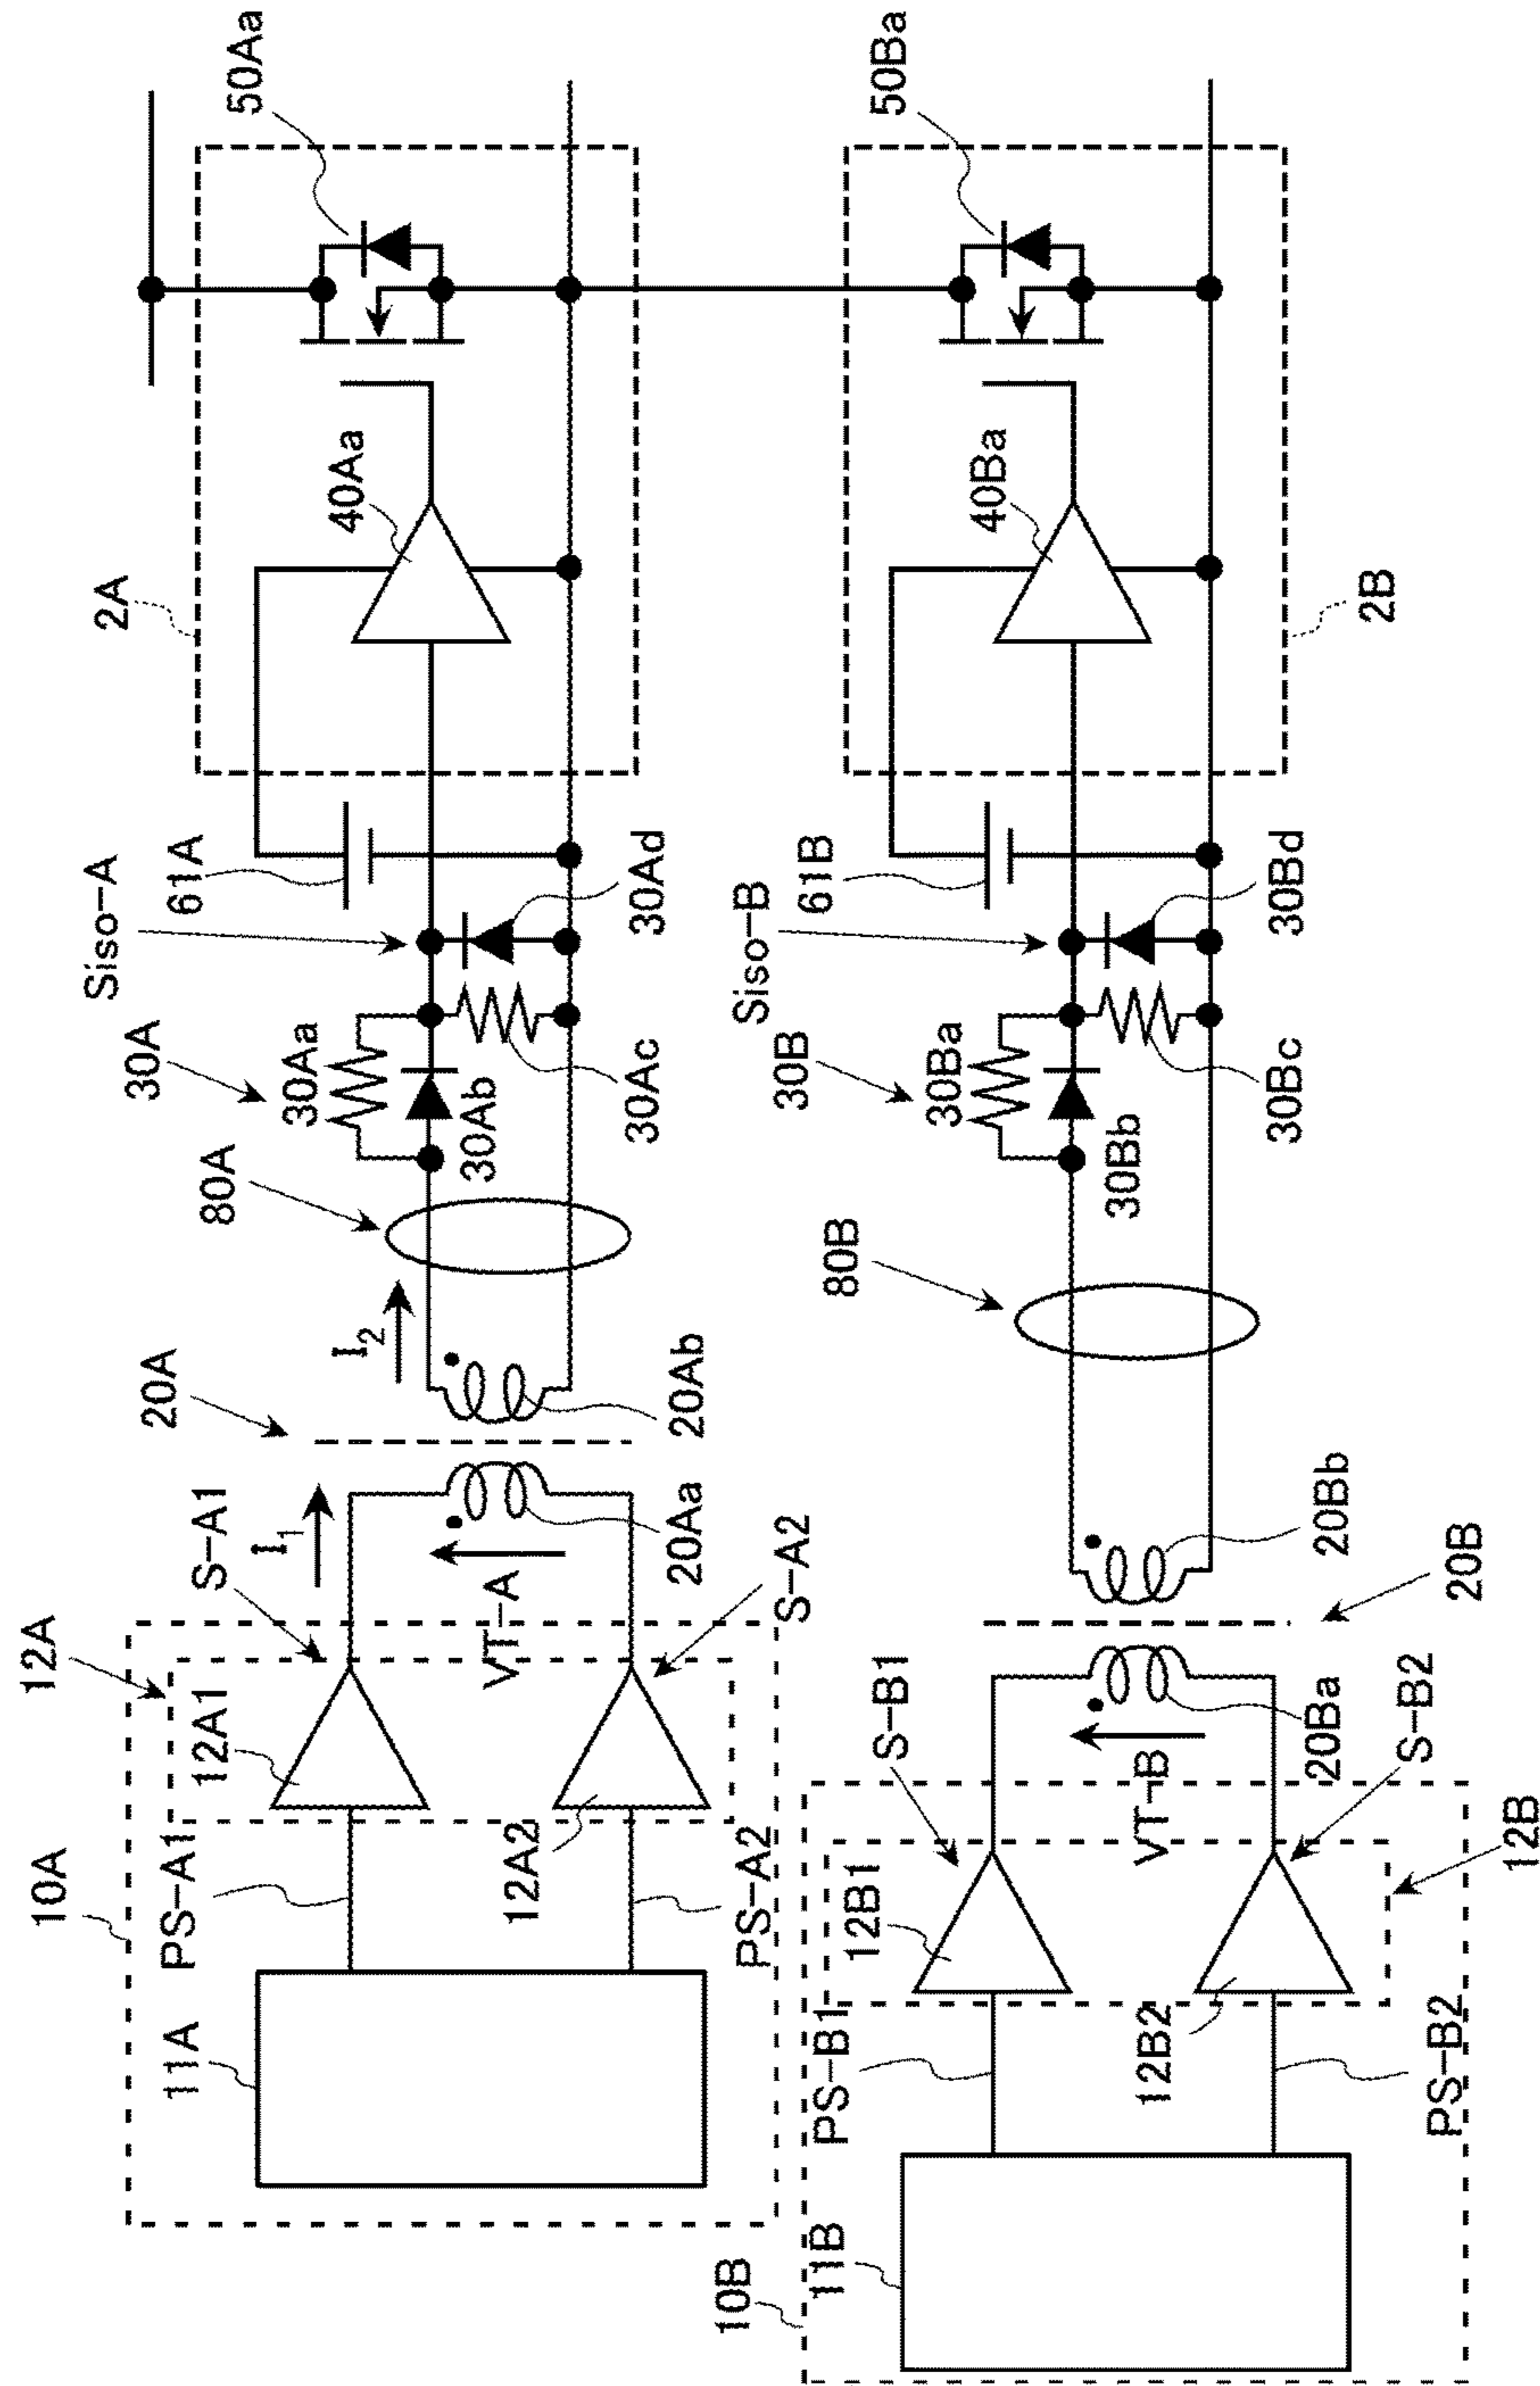 10A
12A
11A
PS-A1
12A1
S-A1
I1
12A2
PS-A2
VT-A
S-A2
20A
20Aa
20Ab
I2
80A
30A
30Aa
30Ab
30Ac
30Ad
Siso-A
61A
2A
40Aa
50Aa
10B
11B
PS-B1
12B1
S-B1
12B2
PS-B2
VT-B
S-B2
12B
20Ba
20B
20Bb
80B
30B
30Ba
30Bb
30Bc
30Bd
Siso-B
61B
2B
40Ba
50Ba